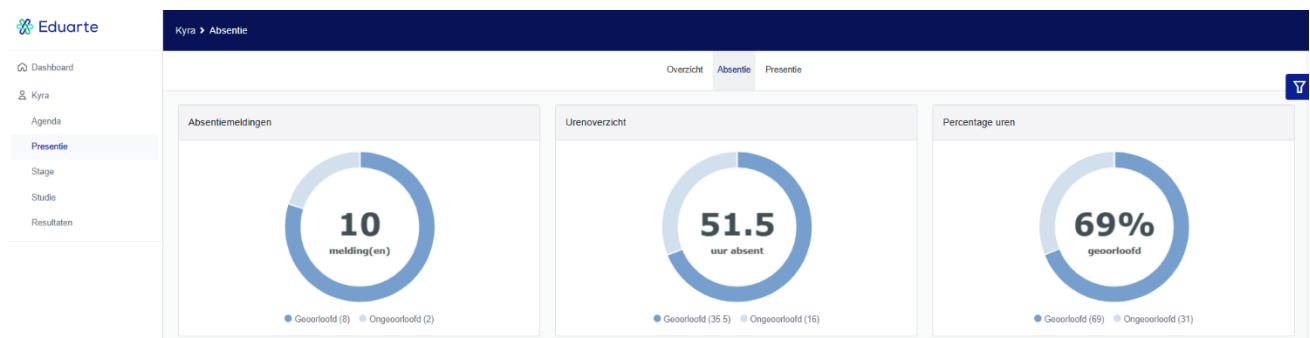 Eduarte
Kyra > Absentie
Dashboard
Kyra
Agenda
Presentie
Stage
Studie
Resultaten
Overzicht Absentie Presentie
Absentiemeldingen
10
melding(en)
Geoorloofd (8) Ongeoorloofd (2)
Urenoverzicht
51.5
uur absent
Geoorloofd (35.5) Ongeoorloofd (16)
Percentage uren
69%
geoorloofd
Geoorloofd (69) Ongeoorloofd (31)